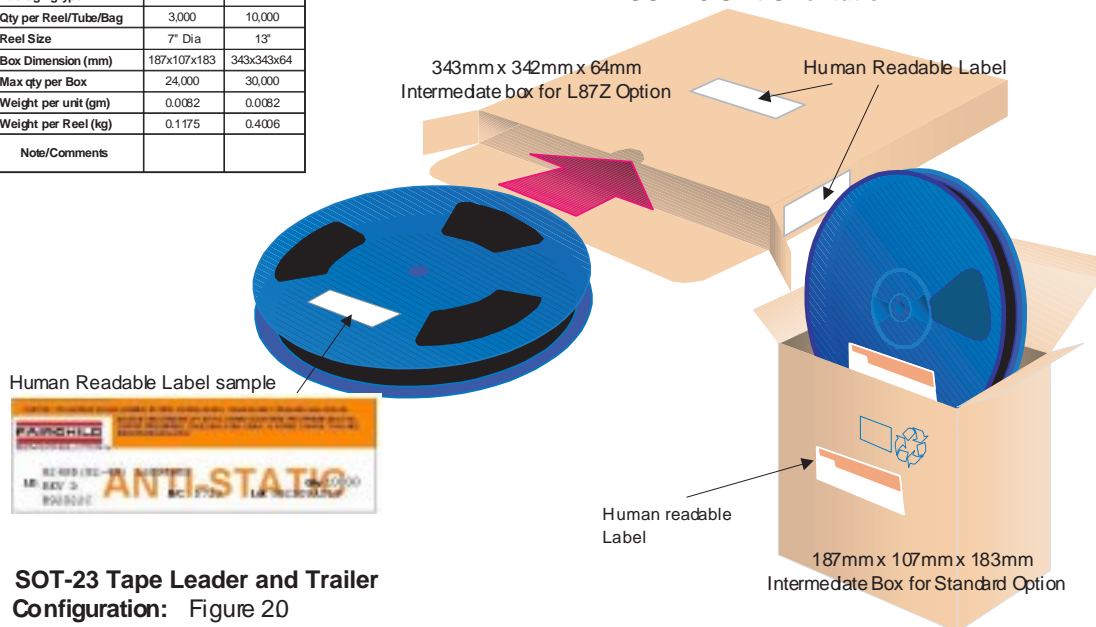 Qty per Reel/Tube/Bag 3,000 10,000
Reel Size 7" Dia 13"
Box Dimension (mm) 187x107x183 343x343x64
Max qty per Box 24,000 30,000
Weight per unit (gm) 0.0082 0.0082
Weight per Reel (kg) 0.1175 0.4006
Note/Comments
343mm x 342mm x 64mm
Intermediate box for L87Z Option
Human Readable Label
Human Readable Label sample
FAIRCHILD
ANTI-STATIC
Human readable
Label
187mm x 107mm x 183mm
Intermediate Box for Standard Option
SOT-23 Tape Leader and Trailer
Configuration: Figure 20